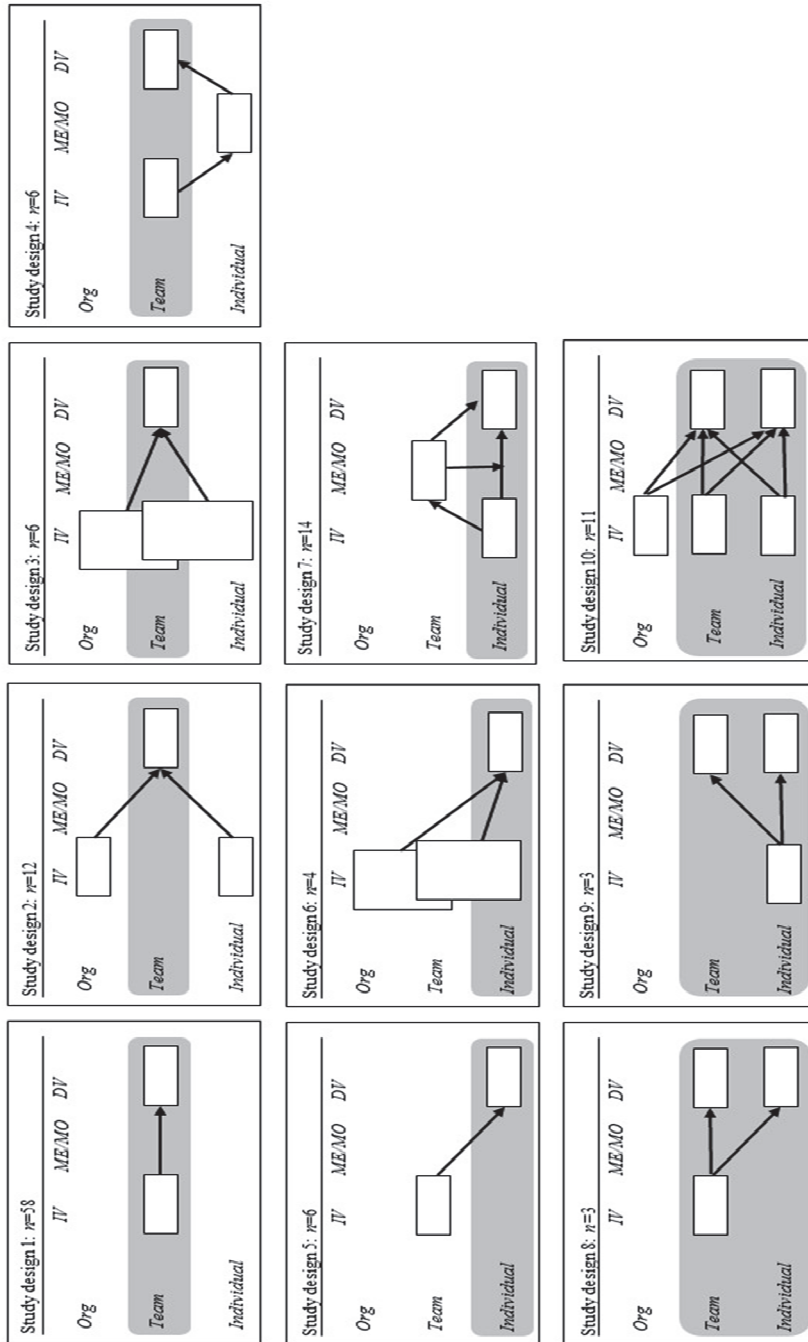 Study design 1: n=58
IV ME/MO DV
Org
Team
Individual
Study design 2: n=12
IV ME/MO DV
Org
Team
Individual
Study design 3: n=6
IV ME/MO DV
Org
Team
Individual
Study design 4: n=6
IV ME/MO DV
Org
Team
Individual
Study design 5: n=6
IV ME/MO DV
Org
Team
Individual
Study design 6: n=4
IV ME/MO DV
Org
Team
Individual
Study design 7: n=14
IV ME/MO DV
Org
Team
Individual
Study design 8: n=3
IV ME/MO DV
Org
Team
Individual
Study design 9: n=3
IV ME/MO DV
Org
Team
Individual
Study design 10: n=11
IV ME/MO DV
Org
Team
Individual